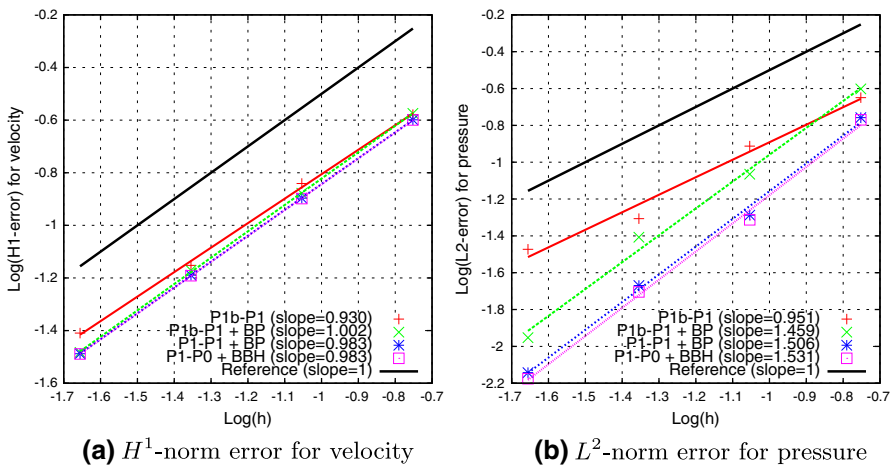 -0.2
-0.4
-0.6
-0.8
-1
-1.2
-1.4
-1.6
-1.7 -1.6 -1.5 -1.4 -1.3 -1.2 -1.1 -1 -0.9 -0.8 -0.7
Log(H1-error) for velocity
Log(h)
P1b-P1 (slope=0.930)
P1b-P1 + BP (slope=1.002)
P1-P1 + BP (slope=0.983)
P1-P0 + BBH (slope=0.983)
Reference (slope=1)
(a) H¹-norm error for velocity
-0.2
-0.4
-0.6
-0.8
-1
-1.2
-1.4
-1.6
-1.8
-2
-2.2
-1.7 -1.6 -1.5 -1.4 -1.3 -1.2 -1.1 -1 -0.9 -0.8 -0.7
Log(L2-error) for pressure
Log(h)
P1b-P1 (slope=0.951)
P1b-P1 + BP (slope=1.459)
P1-P1 + BP (slope=1.506)
P1-P0 + BBH (slope=1.531)
Reference (slope=1)
(b) L²-norm error for pressure